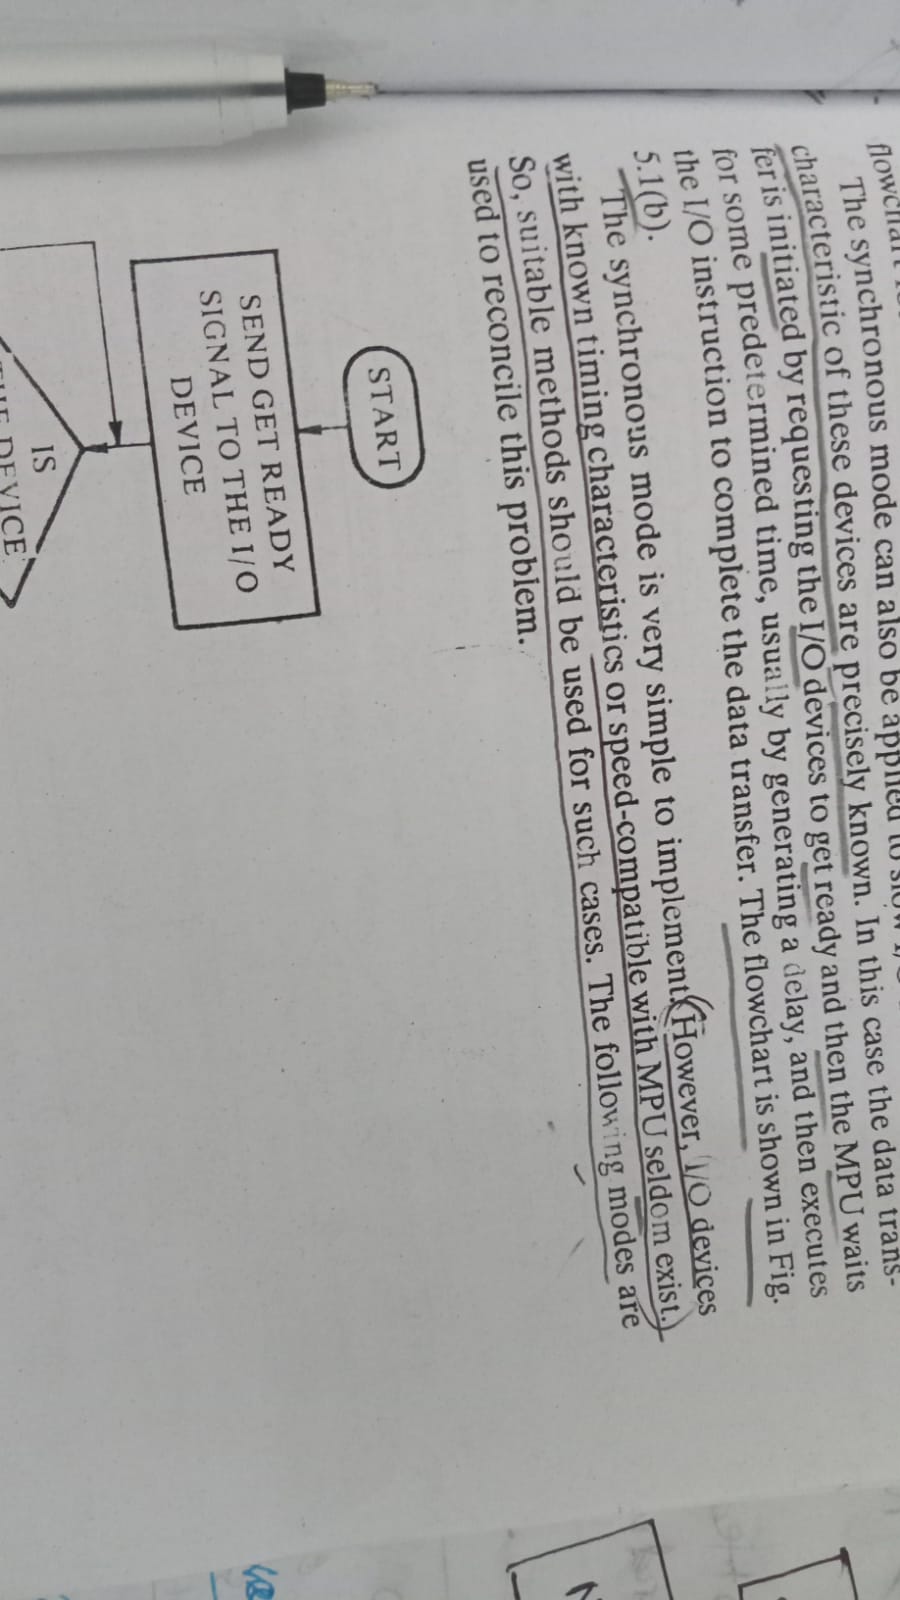 flowchart
The synchronous mode can also be applied to slow
characteristic of these devices are precisely known. In this case the data trans-
fer is initiated by requesting the I/O devices to get ready and then the MPU waits
for some predetermined time, usually by generating a delay, and then executes
the I/O instruction to complete the data transfer. The flowchart is shown in Fig.
5.1(b).
The synchronous mode is very simple to implement. However, I/O devices
with known timing characteristics or speed-compatible with MPU seldom exist.
So, suitable methods should be used for such cases. The following modes are
used to reconcile this problem.
START
SEND GET READY
SIGNAL TO THE I/O
DEVICE
IS
THE DEVICE